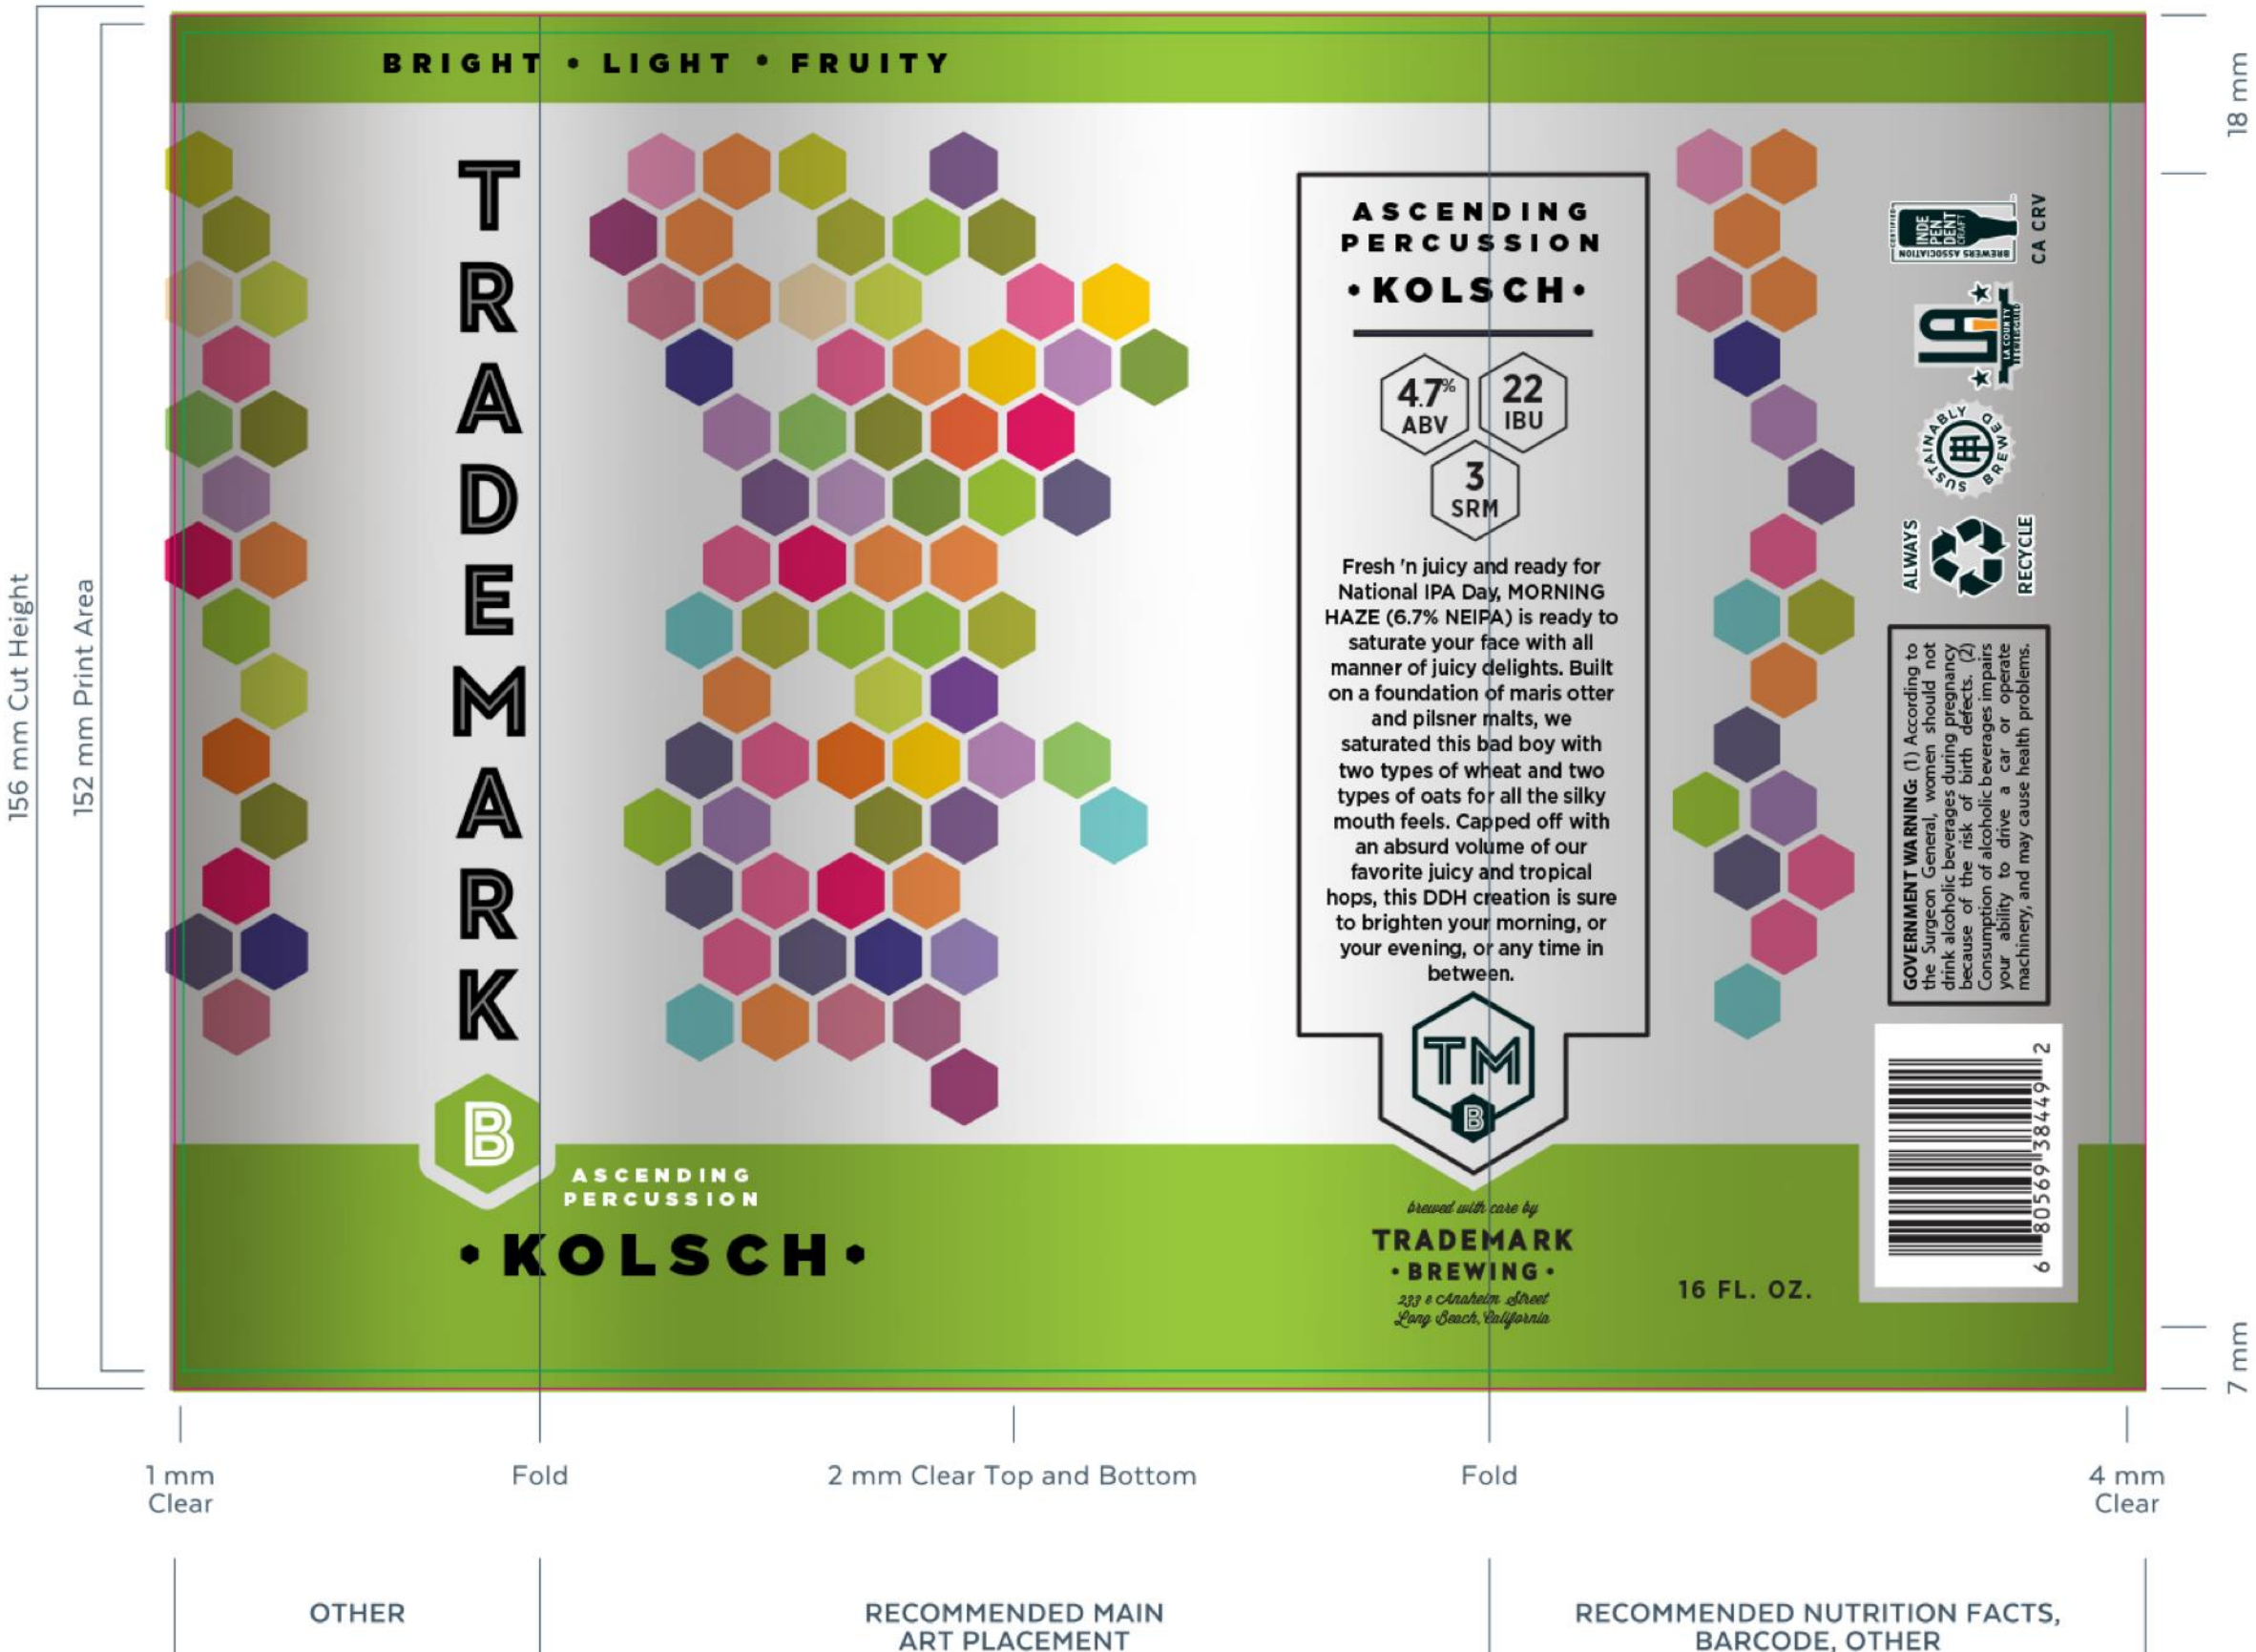 156 mm Cut Height
152 mm Print Area
18 mm
7 mm
BRIGHT • LIGHT • FRUITY
TRADEMARK
B
ASCENDING
PERCUSSION
• KOLSCH •
ASCENDING
PERCUSSION
• KOLSCH •
4.7%
ABV
22
IBU
3
SRM
Fresh 'n juicy and ready for
National IPA Day, MORNING
HAZE (6.7% NEIPA) is ready to
saturate your face with all
manner of juicy delights. Built
on a foundation of maris otter
and pilsner malts, we
saturated this bad boy with
two types of wheat and two
types of oats for all the silky
mouth feels. Capped off with
an absurd volume of our
favorite juicy and tropical
hops, this DDH creation is sure
to brighten your morning, or
your evening, or any time in
between.
TM
B
brewed with care by
TRADEMARK
• BREWING •
233 e Anaheim Street
Long Beach, California
16 FL. OZ.
CERTIFIED
INDE
PEN
DENT
CRAFT
BREWERS ASSOCIATION
CA CRV
LA
LA COUNTY
BREWERS GUILD
SUSTAINABLY
BREWED
ALWAYS
RECYCLE
GOVERNMENT WARNING: (1) According to
the Surgeon General, women should not
drink alcoholic beverages during pregnancy
because of the risk of birth defects. (2)
Consumption of alcoholic beverages impairs
your ability to drive a car or operate
machinery, and may cause health problems.
6 80569 38449 2
1 mm
Clear
Fold
2 mm Clear Top and Bottom
Fold
4 mm
Clear
OTHER
RECOMMENDED MAIN
ART PLACEMENT
RECOMMENDED NUTRITION FACTS,
BARCODE, OTHER